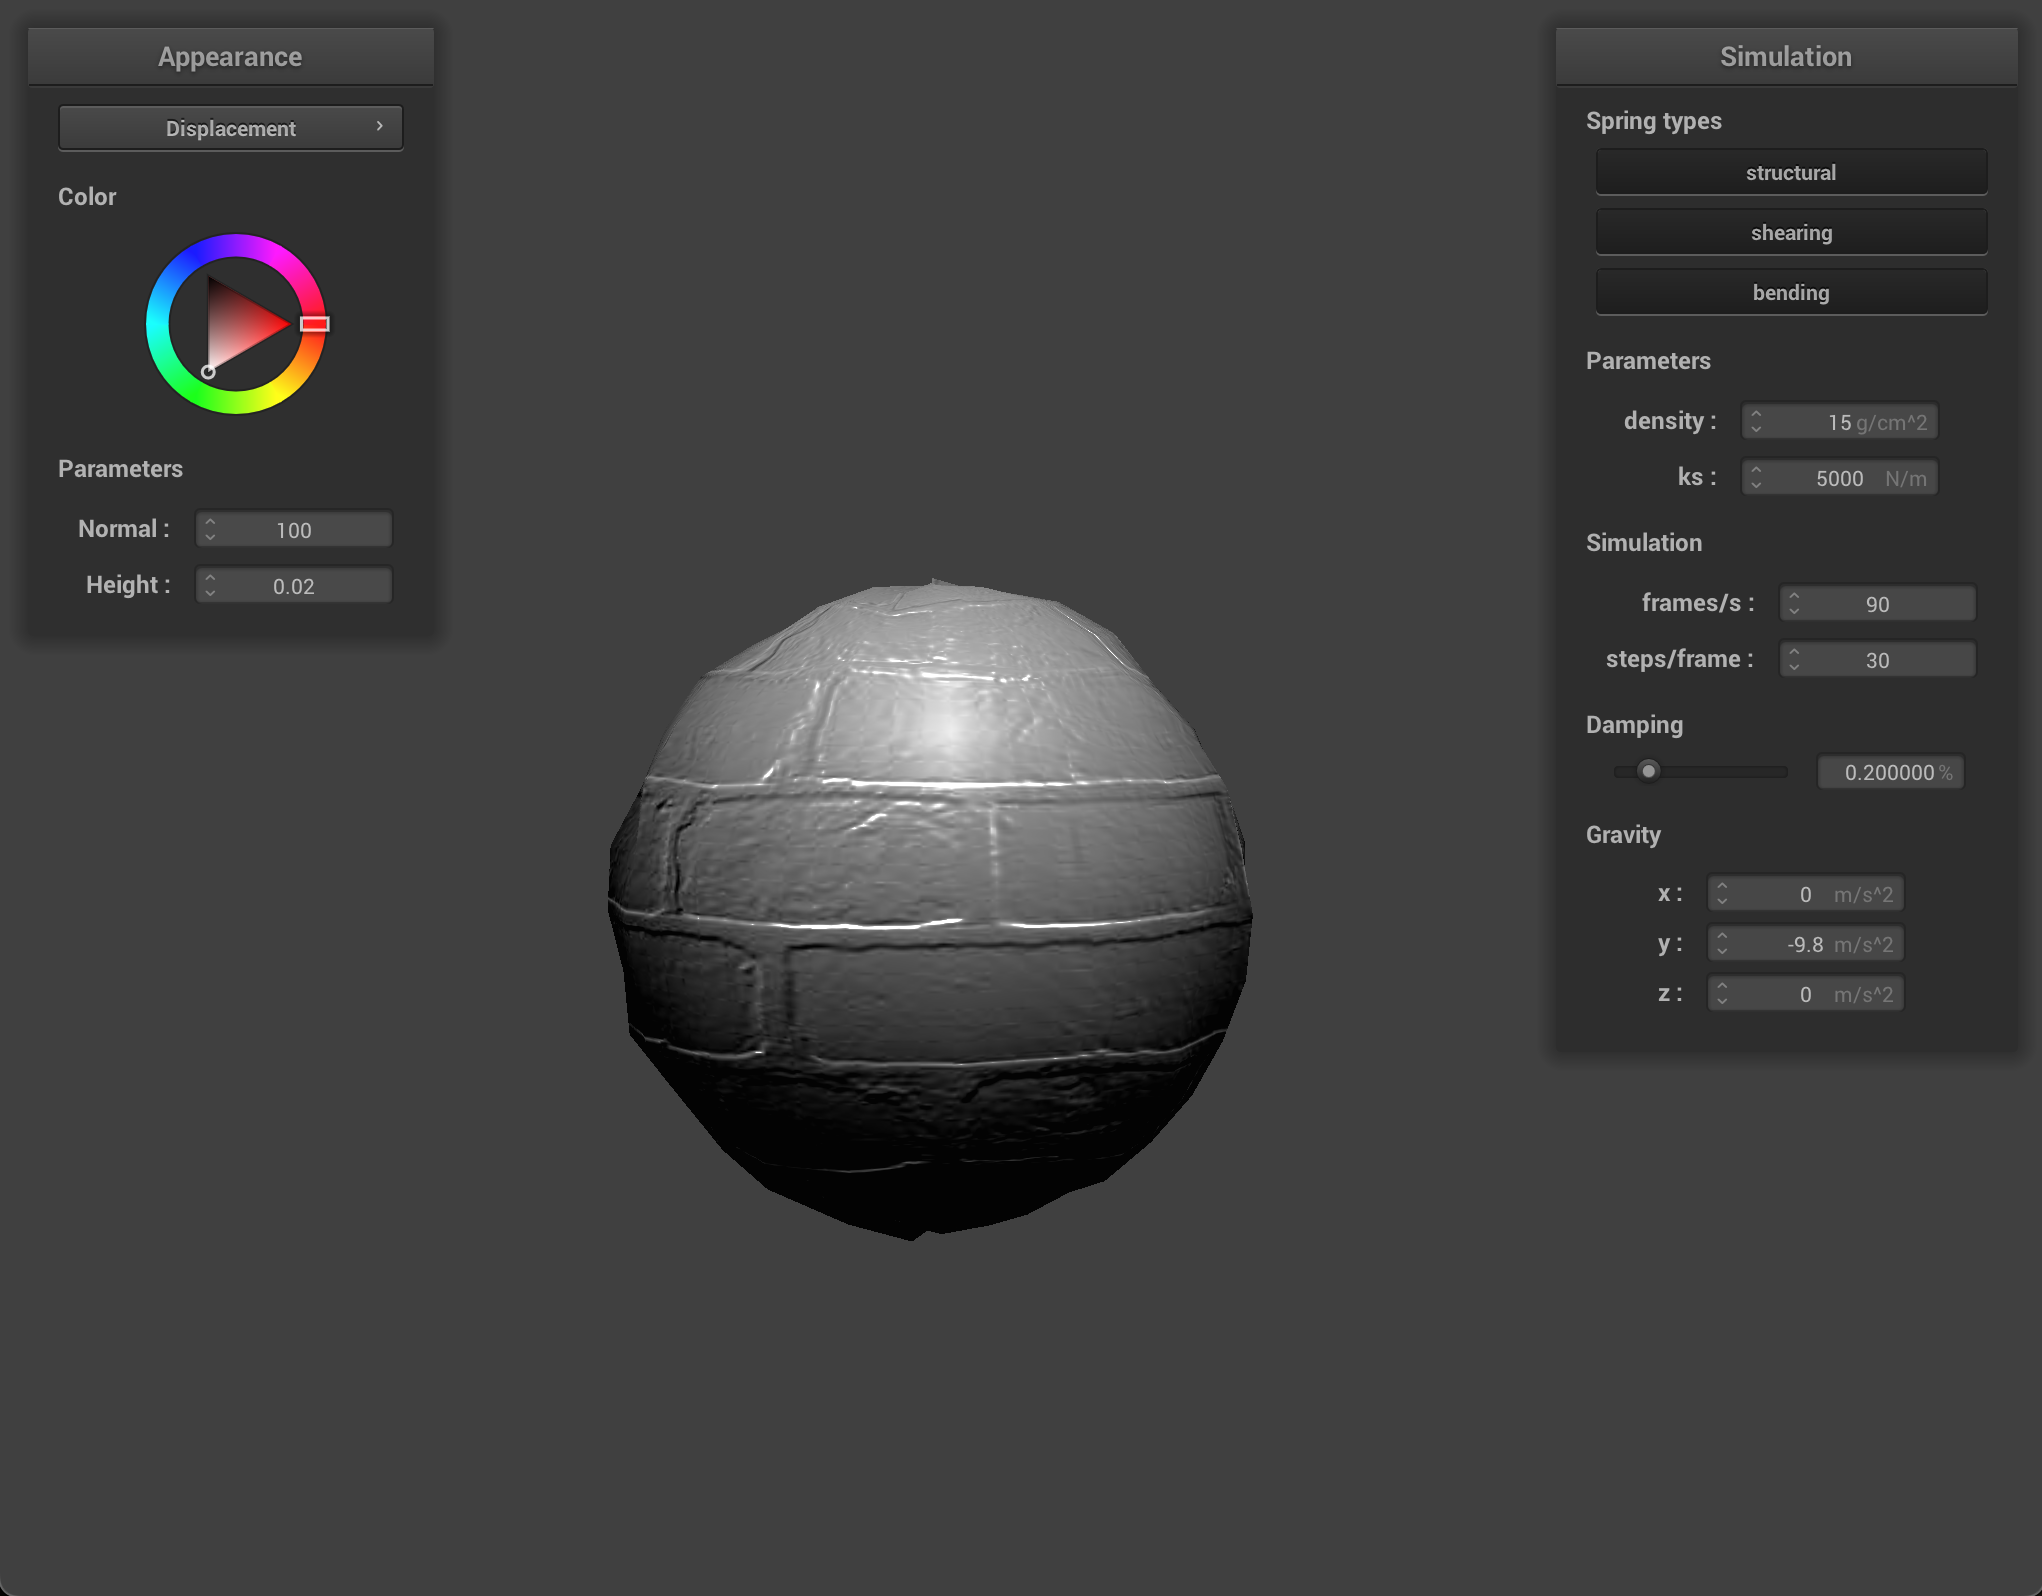 Appearance
Displacement
Color
Parameters
Normal : 100
Height : 0.02
Simulation
Spring types
structural
shearing
bending
Parameters
density : 15 g/cm^2
ks : 5000 N/m
Simulation
frames/s : 90
steps/frame : 30
Damping
0.200000 %
Gravity
x : 0 m/s^2
y : -9.8 m/s^2
z : 0 m/s^2